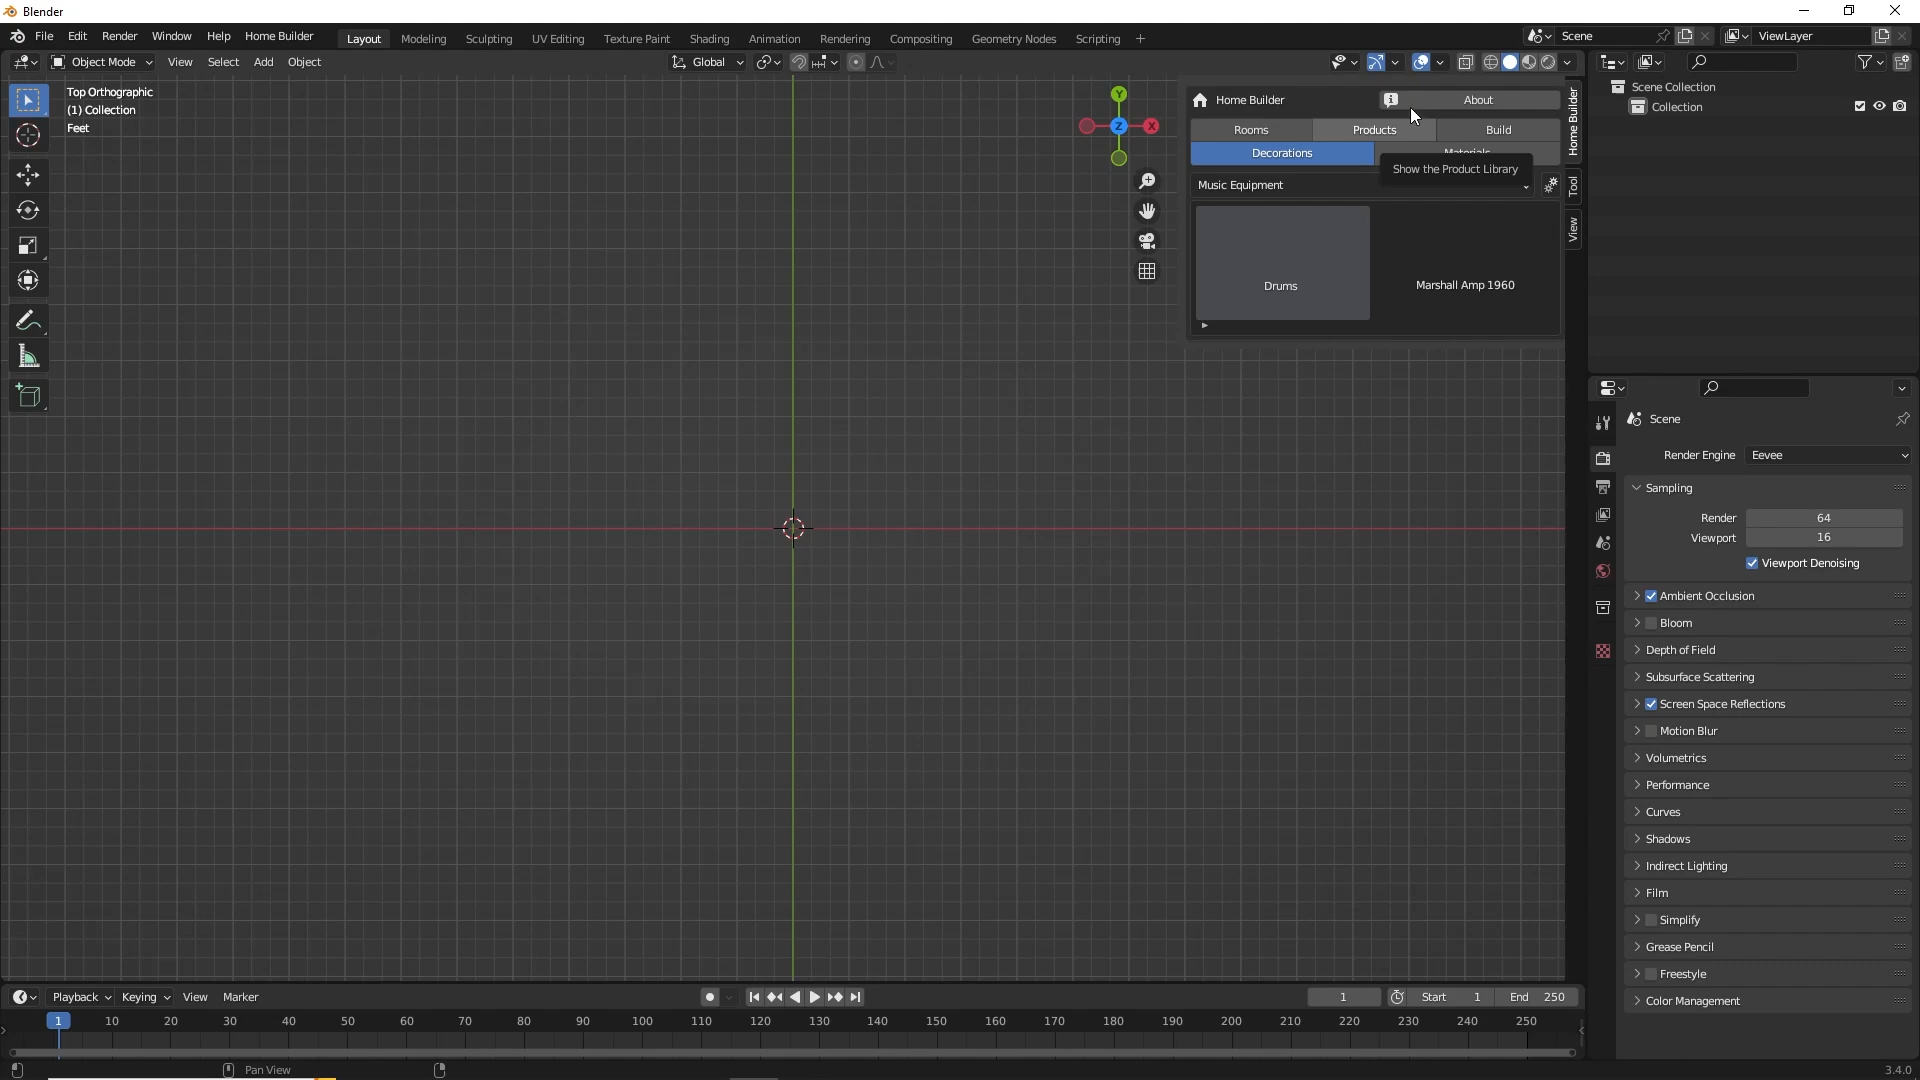 Blender
File Edit Render Window Help Home Builder Layout Modeling Sculpting UV Editing Texture Paint Shading Animation Rendering Compositing Geometry Nodes Scripting + Scene ViewLayer
Object Mode View Select Add Object Global
Top Orthographic
(1) Collection
Feet
Y
X
Z
Home Builder About
Rooms Products Build
Decorations
Show the Product Library
Music Equipment
Drums
Marshall Amp 1960
Home Builder
Tool
View
Scene Collection
Collection
Scene
Render Engine Eevee
Sampling
Render 64
Viewport 16
Viewport Denoising
Ambient Occlusion
Bloom
Depth of Field
Subsurface Scattering
Screen Space Reflections
Motion Blur
Volumetrics
Performance
Curves
Shadows
Indirect Lighting
Film
Simplify
Grease Pencil
Freestyle
Color Management
Playback Keying View Marker 1 Start 1 End 250
1 10 20 30 40 50 60 70 80 90 100 110 120 130 140 150 160 170 180 190 200 210 220 230 240 250
Pan View
3.4.0